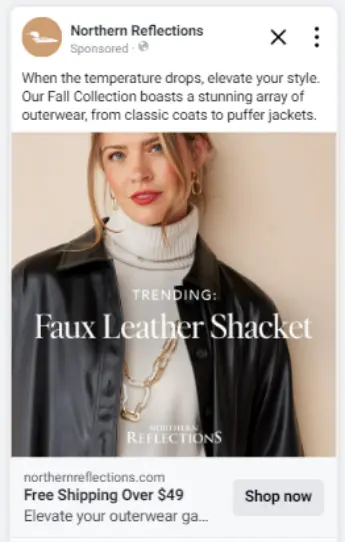 Northern Reflections
Sponsored ·
When the temperature drops, elevate your style.
Our Fall Collection boasts a stunning array of
outerwear, from classic coats to puffer jackets.
TRENDING:
Faux Leather Shacket
NORTHERN
REFLECTIONS
northernreflections.com
Free Shipping Over $49
Elevate your outerwear ga...
Shop now